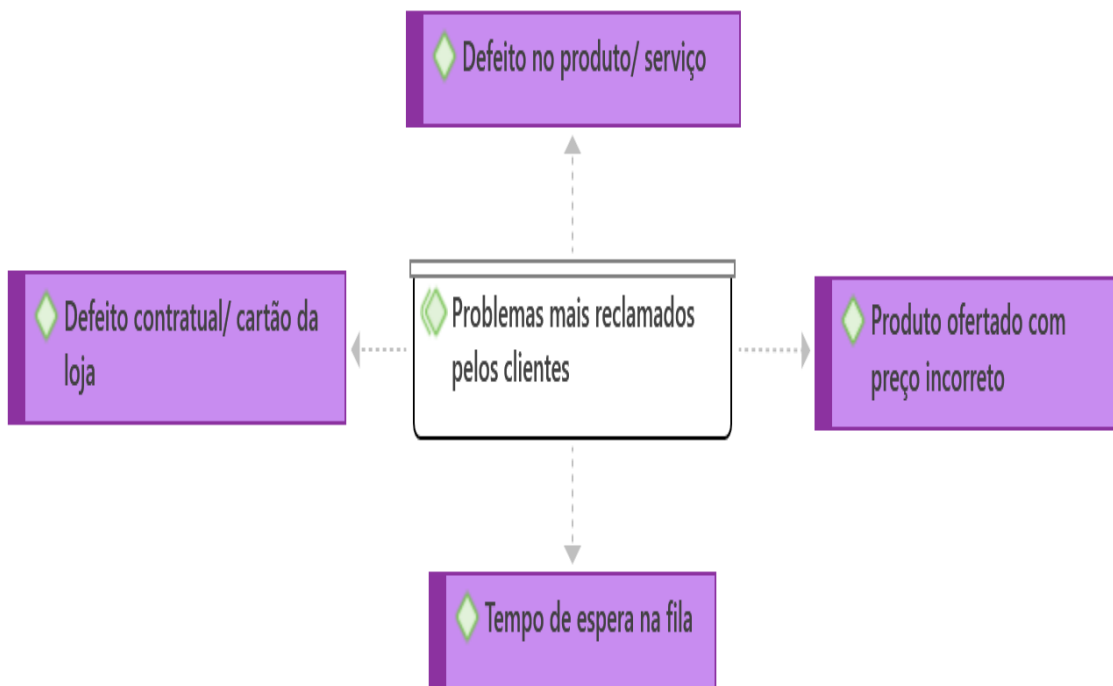 Defeito no produto/ serviço
Defeito contratual/ cartão da
loja
Problemas mais reclamados
pelos clientes
Produto ofertado com
preço incorreto
Tempo de espera na fila